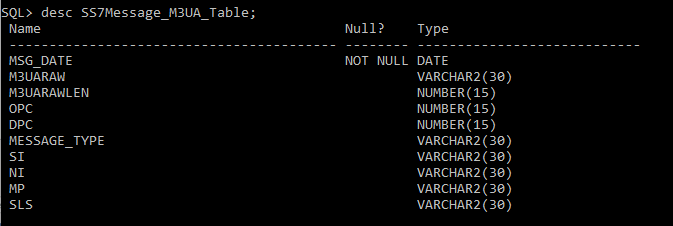 SQL> desc SS7Message_M3UA_Table;
 Name                                      Null?    Type
 ----------------------------------------- -------- ----------------------------
 MSG_DATE                                  NOT NULL DATE
 M3UARAW                                            VARCHAR2(30)
 M3UARAWLEN                                         NUMBER(15)
 OPC                                                NUMBER(15)
 DPC                                                NUMBER(15)
 MESSAGE_TYPE                                       VARCHAR2(30)
 SI                                                 VARCHAR2(30)
 NI                                                 VARCHAR2(30)
 MP                                                 VARCHAR2(30)
 SLS                                                VARCHAR2(30)